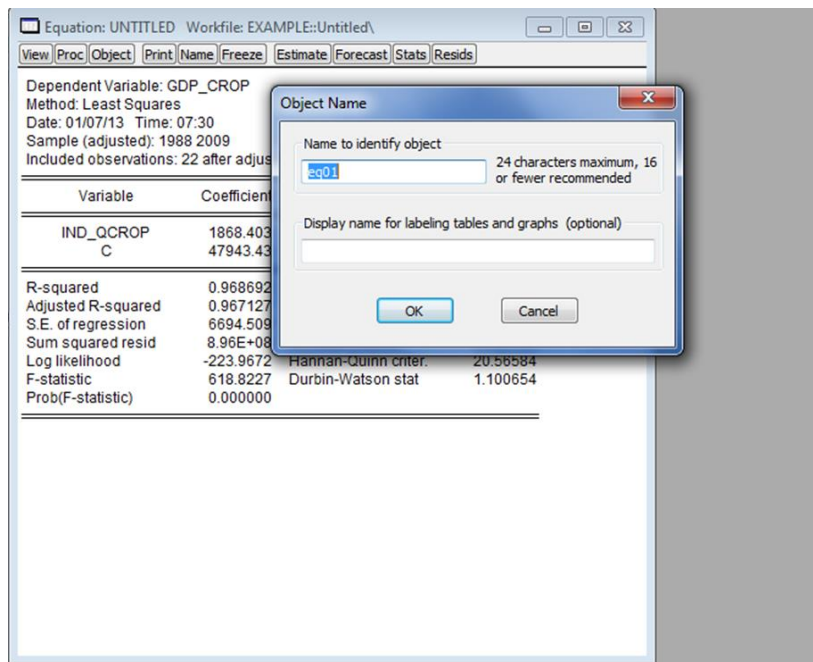 Equation: UNTITLED Workfile: EXAMPLE::Untitled\
View Proc Object Print Name Freeze Estimate Forecast Stats Resids
Dependent Variable: GDP_CROP
Method: Least Squares
Date: 01/07/13 Time: 07:30
Sample (adjusted): 1988 2009
Included observations: 22 after adjus
Variable Coefficient
IND_QCROP 1868.403
C 47943.43
R-squared 0.968692
Adjusted R-squared 0.967127
S.E. of regression 6694.509
Sum squared resid 8.96E+08
Log likelihood -223.9672 Hannan-Quinn criter. 20.56584
F-statistic 618.8227 Durbin-Watson stat 1.100654
Prob(F-statistic) 0.000000
Object Name
Name to identify object
eq01
24 characters maximum, 16
or fewer recommended
Display name for labeling tables and graphs (optional)
OK Cancel